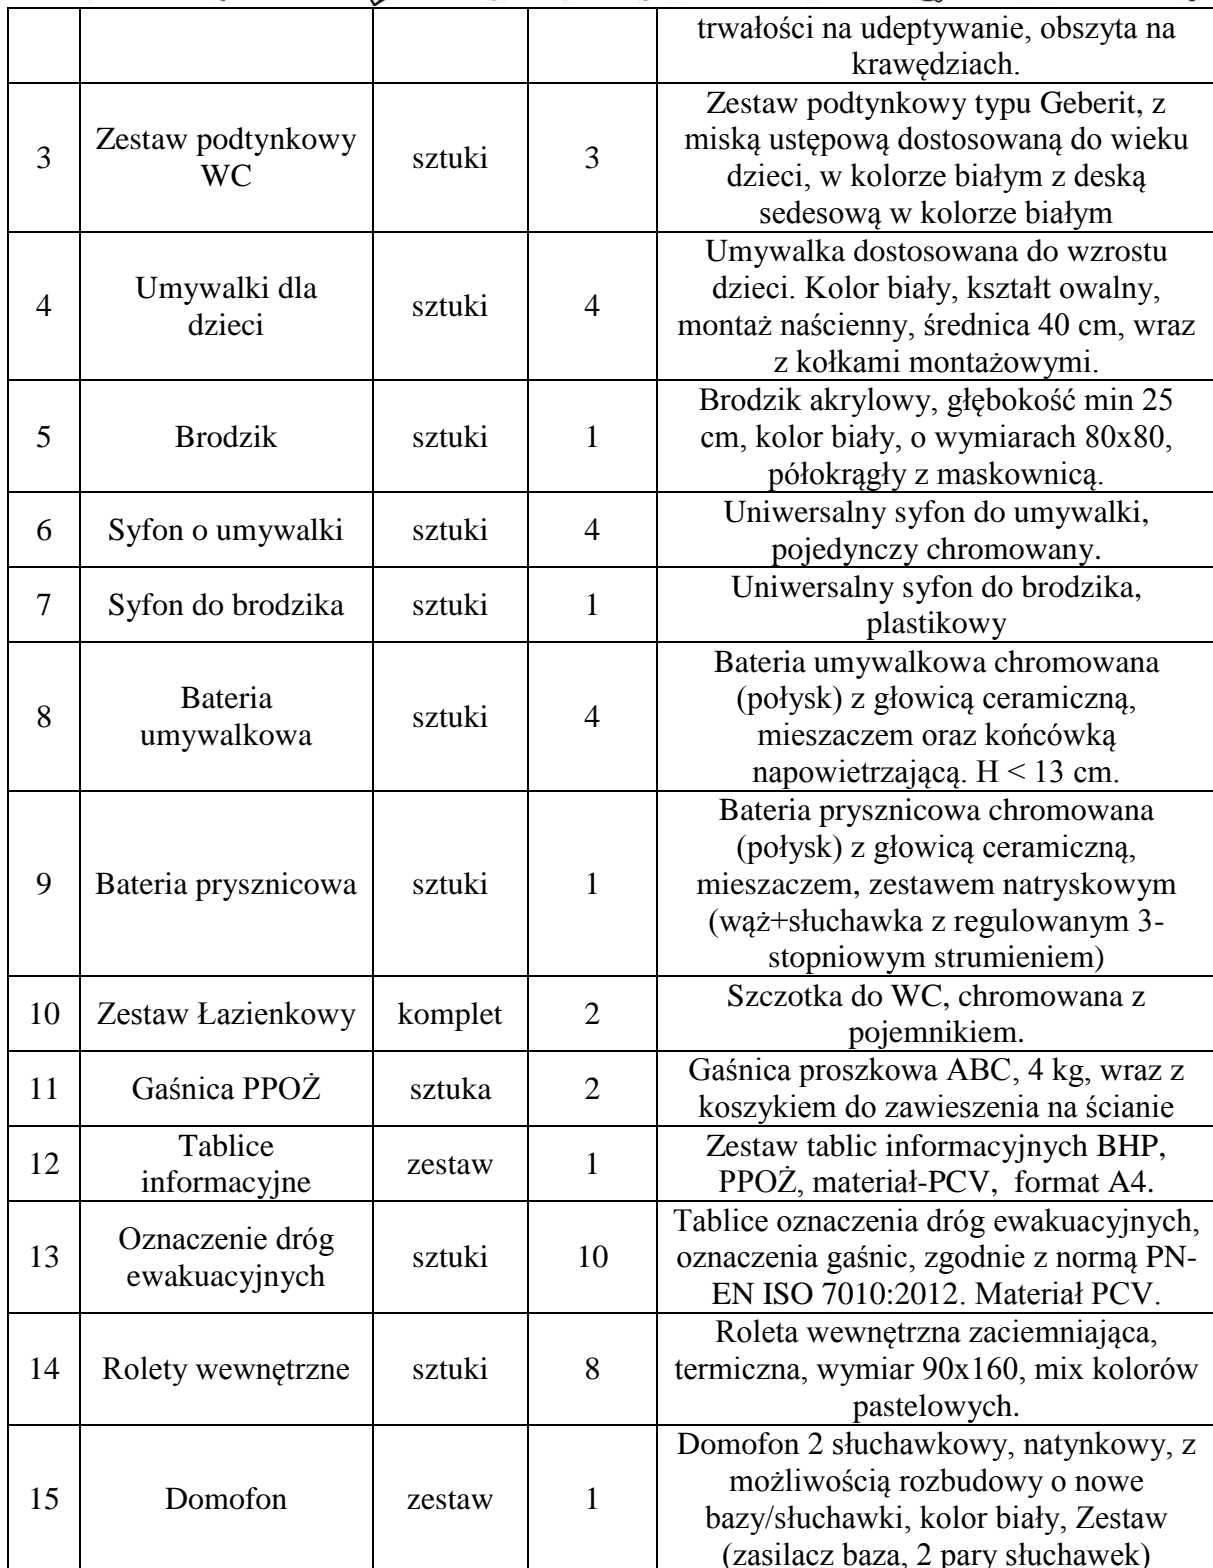 trwałości na udeptywanie, obszyta na
krawędziach.
3
Zestaw podtynkowy
WC
sztuki
3
Zestaw podtynkowy typu Geberit, z
miską ustępową dostosowaną do wieku
dzieci, w kolorze białym z deską
sedesową w kolorze białym
4
Umywalki dla
dzieci
sztuki
4
Umywalka dostosowana do wzrostu
dzieci. Kolor biały, kształt owalny,
montaż naścienny, średnica 40 cm, wraz
z kołkami montażowymi.
5
Brodzik
sztuki
1
Brodzik akrylowy, głębokość min 25
cm, kolor biały, o wymiarach 80x80,
półokrągły z maskownicą.
6
Syfon o umywalki
sztuki
4
Uniwersalny syfon do umywalki,
pojedynczy chromowany.
7
Syfon do brodzika
sztuki
1
Uniwersalny syfon do brodzika,
plastikowy
8
Bateria
umywalkowa
sztuki
4
Bateria umywalkowa chromowana
(połysk) z głowicą ceramiczną,
mieszaczem oraz końcówką
napowietrzającą. H < 13 cm.
9
Bateria prysznicowa
sztuki
1
Bateria prysznicowa chromowana
(połysk) z głowicą ceramiczną,
mieszaczem, zestawem natryskowym
(wąż+słuchawka z regulowanym 3-
stopniowym strumieniem)
10
Zestaw Łazienkowy
komplet
2
Szczotka do WC, chromowana z
pojemnikiem.
11
Gaśnica PPOŻ
sztuka
2
Gaśnica proszkowa ABC, 4 kg, wraz z
koszykiem do zawieszenia na ścianie
12
Tablice
informacyjne
zestaw
1
Zestaw tablic informacyjnych BHP,
PPOŻ, materiał-PCV,  format A4.
13
Oznaczenie dróg
ewakuacyjnych
sztuki
10
Tablice oznaczenia dróg ewakuacyjnych,
oznaczenia gaśnic, zgodnie z normą PN-
EN ISO 7010:2012. Materiał PCV.
14
Rolety wewnętrzne
sztuki
8
Roleta wewnętrzna zaciemniająca,
termiczna, wymiar 90x160, mix kolorów
pastelowych.
15
Domofon
zestaw
1
Domofon 2 słuchawkowy, natynkowy, z
możliwością rozbudowy o nowe
bazy/słuchawki, kolor biały, Zestaw
(zasilacz baza, 2 pary słuchawek)